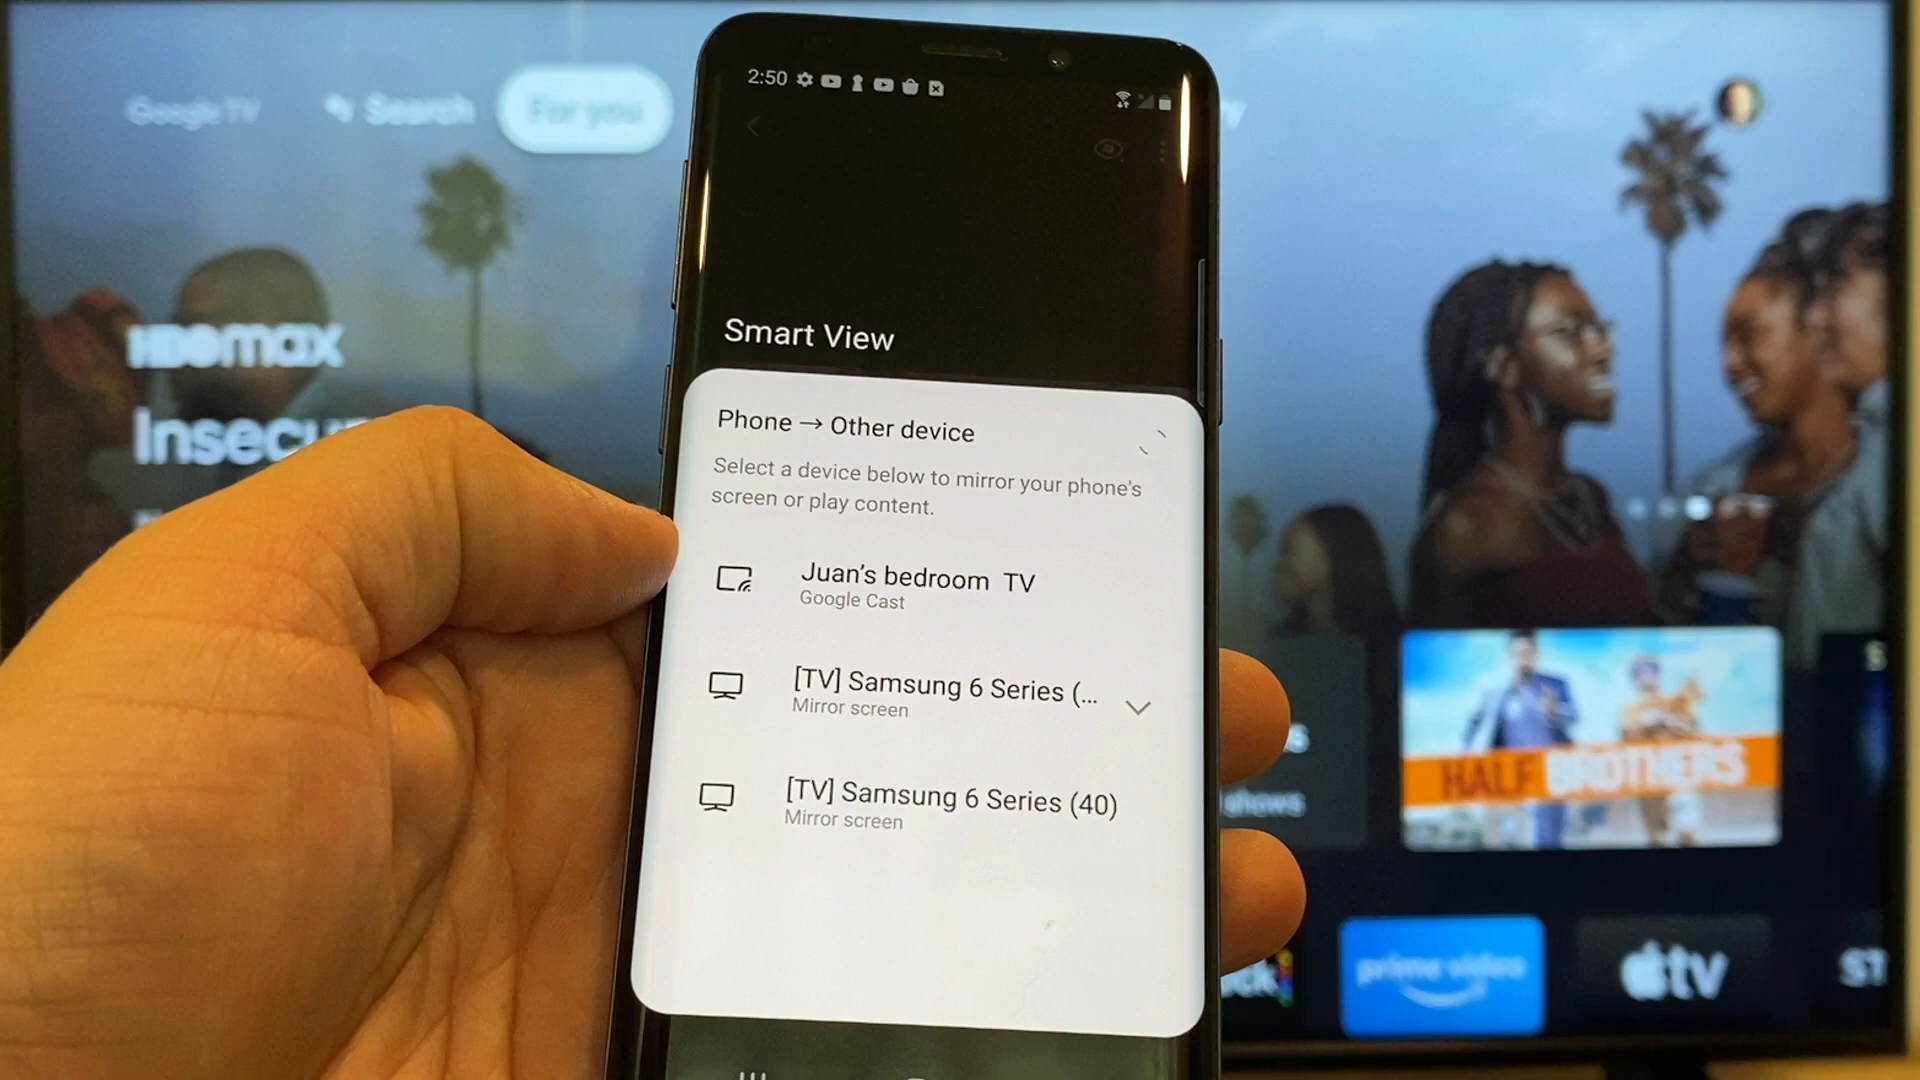 Google TV
Search
For you
HBOmax
2:50
Smart View
Phone → Other device
Select a device below to mirror your phone's
screen or play content.
Juan's bedroom TV
Google Cast
[TV] Samsung 6 Series (...
Mirror screen
[TV] Samsung 6 Series (40)
Mirror screen
shows
HALF BROTHERS
prime video
tv